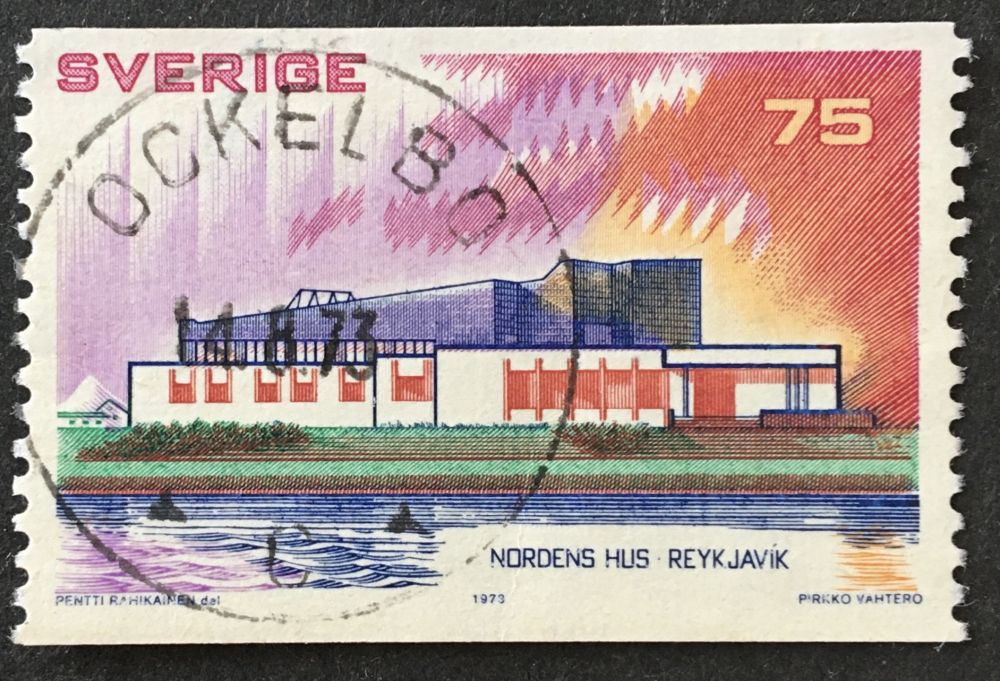 SVERIGE
75
OCKELBO
14.8.73
C
NORDENS HUS · REYKJAVÍK
PENTTI RAHIKAINEN del
1973
PIRKKO VAHTERO